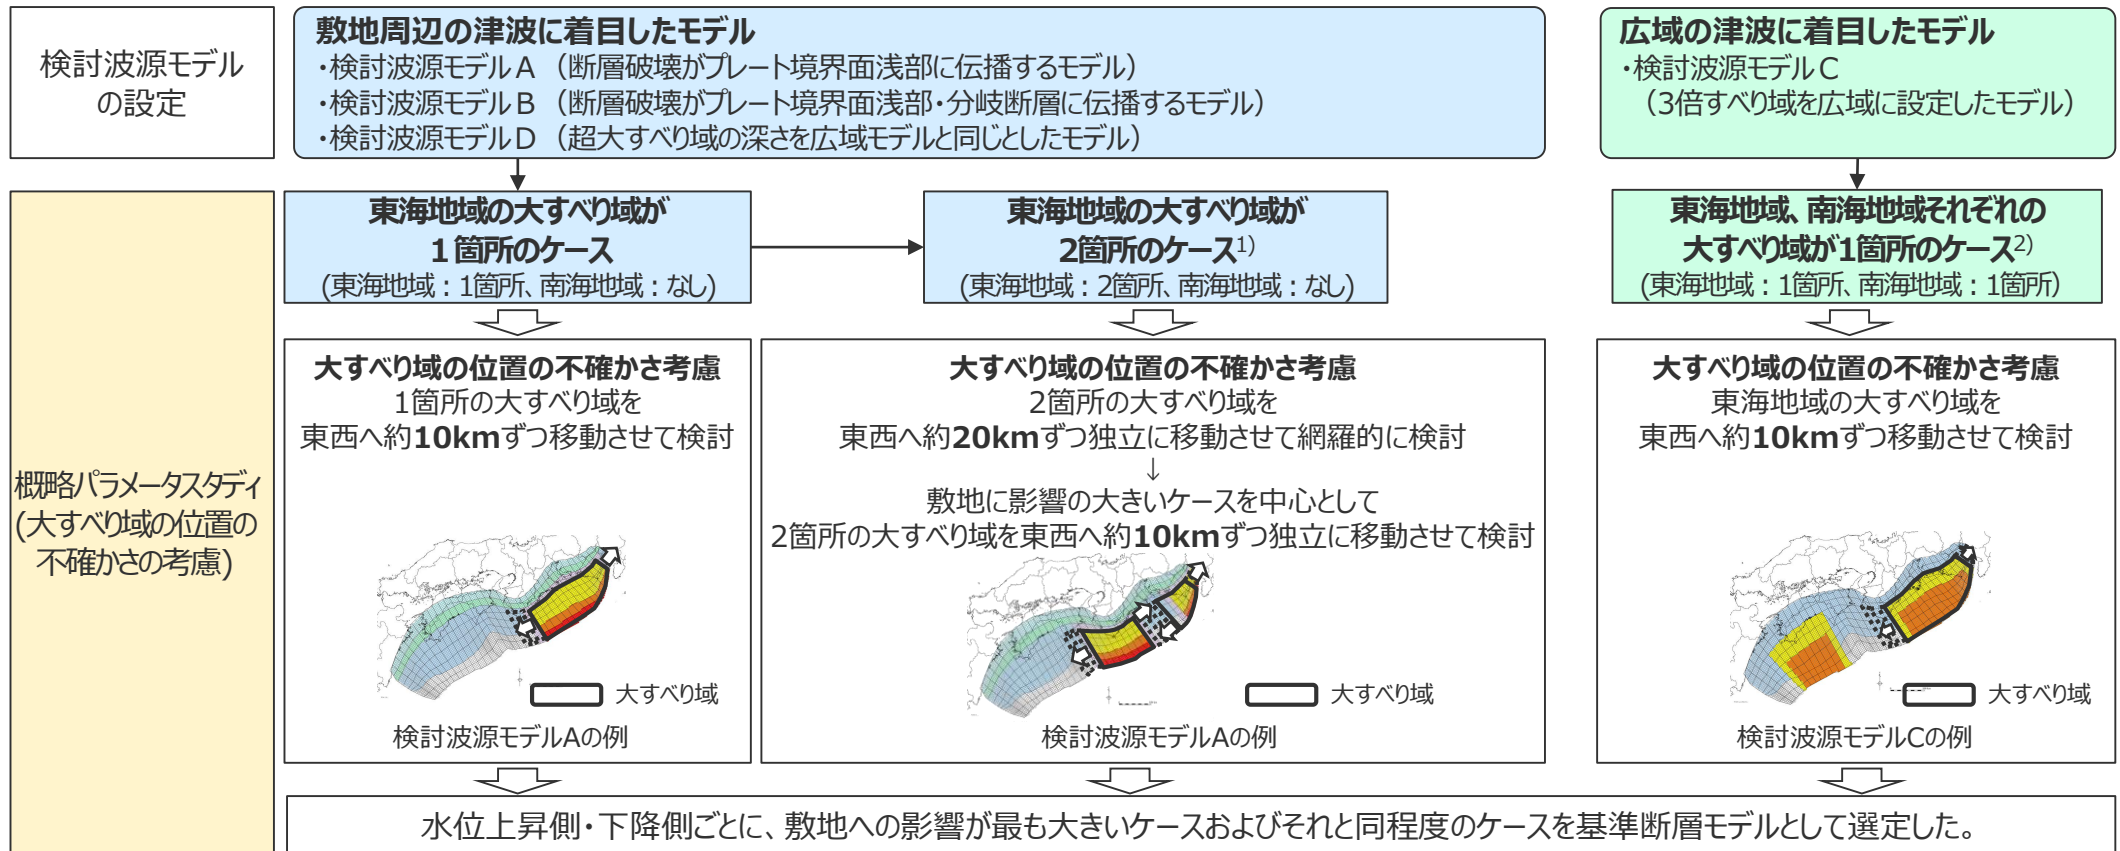 検討波源モデル
の設定
敷地周辺の津波に着目したモデル
・検討波源モデルA （断層破壊がプレート境界面浅部に伝播するモデル）
・検討波源モデルB （断層破壊がプレート境界面浅部・分岐断層に伝播するモデル）
・検討波源モデルD （超大すべり域の深さを広域モデルと同じとしたモデル）
広域の津波に着目したモデル
・検討波源モデルC
（3倍すべり域を広域に設定したモデル）
概略パラメータスタディ
(大すべり域の位置の
不確かさの考慮)
東海地域の大すべり域が
1箇所のケース
(東海地域：1箇所、南海地域：なし)
東海地域の大すべり域が
2箇所のケース1)
(東海地域：2箇所、南海地域：なし)
東海地域、南海地域それぞれの
大すべり域が1箇所のケース2)
(東海地域：1箇所、南海地域：1箇所)
大すべり域の位置の不確かさ考慮
1箇所の大すべり域を
東西へ約10kmずつ移動させて検討
大すべり域
検討波源モデルAの例
大すべり域の位置の不確かさ考慮
2箇所の大すべり域を
東西へ約20kmずつ独立に移動させて網羅的に検討
↓
敷地に影響の大きいケースを中心として
2箇所の大すべり域を東西へ約10kmずつ独立に移動させて検討
大すべり域
検討波源モデルAの例
大すべり域の位置の不確かさ考慮
東海地域の大すべり域を
東西へ約10kmずつ移動させて検討
大すべり域
検討波源モデルCの例
水位上昇側・下降側ごとに、敷地への影響が最も大きいケースおよびそれと同程度のケースを基準断層モデルとして選定した。